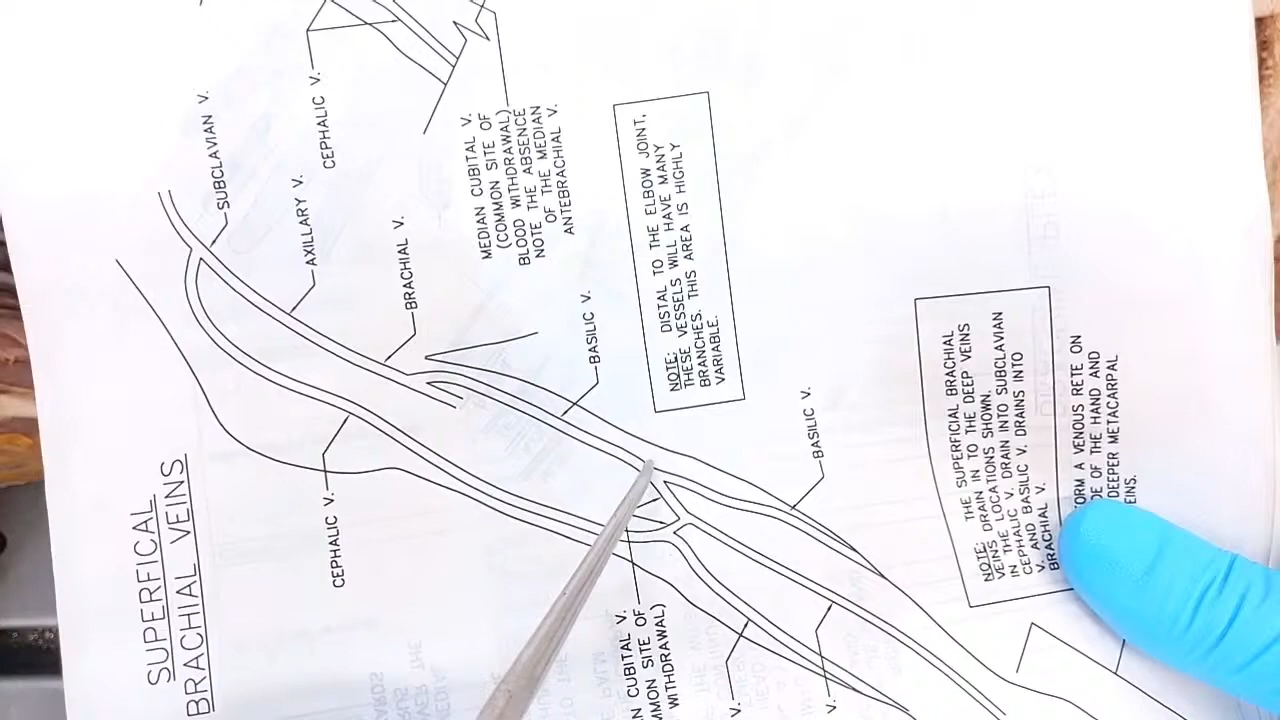 SUPERFICAL
BRACHIAL VEINS
SUBCLAVIAN V.
CEPHALIC V.
AXILLARY V.
BRACHIAL V.
MEDIAN CUBITAL V.
(COMMON SITE OF
BLOOD WITHDRAWAL)
NOTE THE ABSENCE
OF THE MEDIAN
ANTEBRACHIAL V.
BASILIC V.
NOTE: DISTAL TO THE ELBOW JOINT,
THESE VESSELS WILL HAVE MANY
BRANCHES. THIS AREA IS HIGHLY
VARIABLE.
CEPHALIC V.
BASILIC V.
CUBITAL V.
SITE OF
WITHDRAWAL)
V.
V.
NOTE: THE SUPERFICIAL BRACHIAL
VEINS DRAIN IN TO THE DEEP VEINS
IN THE LOCATIONS SHOWN.
CEPHALIC V. DRAIN INTO SUBCLAVIAN
V. AND BASILIC V. DRAINS INTO
BRACHIAL V.
A VENOUS RETE ON
OF THE HAND AND
DEEPER METACARPAL